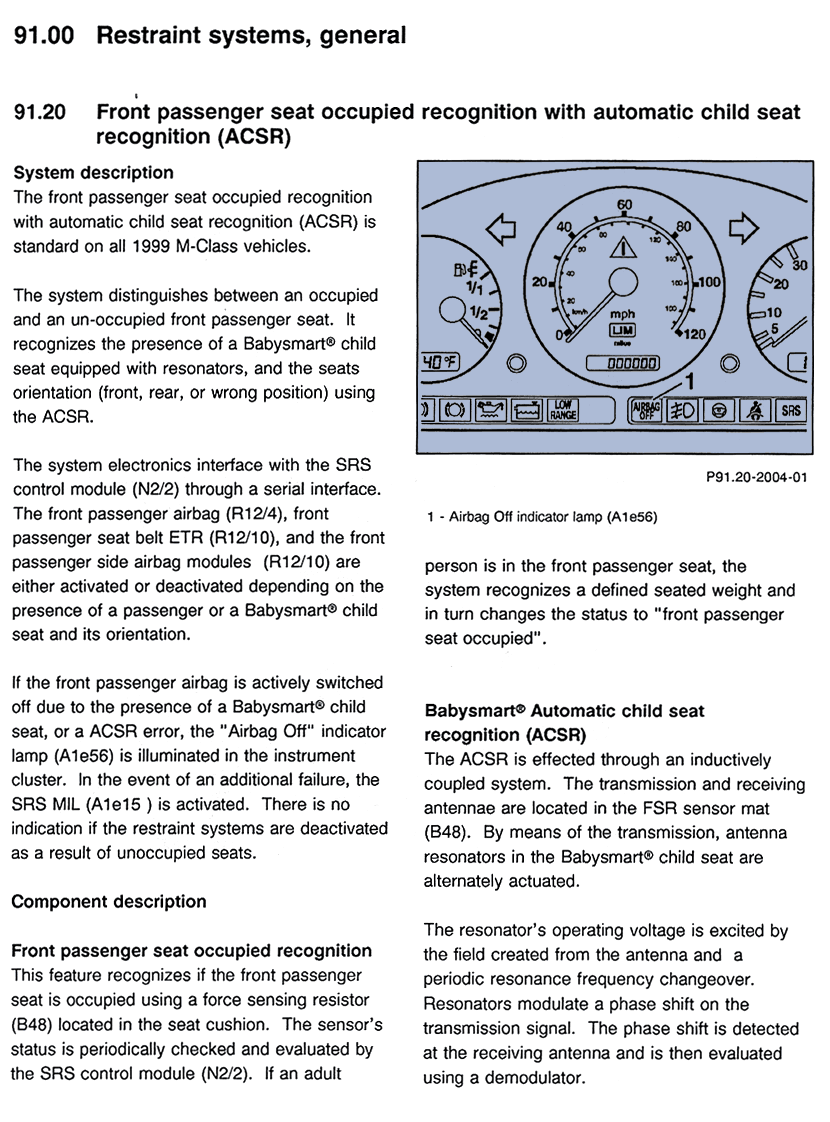 91.00 Restraint systems, general
91.20 Front passenger seat occupied recognition with automatic child seat
recognition (ACSR)
System description
The front passenger seat occupied recognition
with automatic child seat recognition (ACSR) is
standard on all 1999 M-Class vehicles.
The system distinguishes between an occupied
and an un-occupied front passenger seat. It
recognizes the presence of a Babysmart® child
seat equipped with resonators, and the seats
orientation (front, rear, or wrong position) using
the ACSR.
The system electronics interface with the SRS
control module (N2/2) through a serial interface.
The front passenger airbag (R12/4), front
passenger seat belt ETR (R12/10), and the front
passenger side airbag modules (R12/10) are
either activated or deactivated depending on the
presence of a passenger or a Babysmart® child
seat and its orientation.
If the front passenger airbag is actively switched
off due to the presence of a Babysmart® child
seat, or a ACSR error, the "Airbag Off" indicator
lamp (A1e56) is illuminated in the instrument
cluster. In the event of an additional failure, the
SRS MIL (A1e15 ) is activated. There is no
indication if the restraint systems are deactivated
as a result of unoccupied seats.
Component description
Front passenger seat occupied recognition
This feature recognizes if the front passenger
seat is occupied using a force sensing resistor
(B48) located in the seat cushion. The sensor's
status is periodically checked and evaluated by
the SRS control module (N2/2). If an adult
60
40 80
20 100
0 120
20 40 60 80 120 140 160
km/h
mph
LIM
000000
1/1
1/2
40°F
30
20
10
5
1
LOW
RANGE
AIRBAG
OFF
SRS
P91.20-2004-01
1 - Airbag Off indicator lamp (A1e56)
person is in the front passenger seat, the
system recognizes a defined seated weight and
in turn changes the status to "front passenger
seat occupied".
Babysmart® Automatic child seat
recognition (ACSR)
The ACSR is effected through an inductively
coupled system. The transmission and receiving
antennae are located in the FSR sensor mat
(B48). By means of the transmission, antenna
resonators in the Babysmart® child seat are
alternately actuated.
The resonator's operating voltage is excited by
the field created from the antenna and a
periodic resonance frequency changeover.
Resonators modulate a phase shift on the
transmission signal. The phase shift is detected
at the receiving antenna and is then evaluated
using a demodulator.